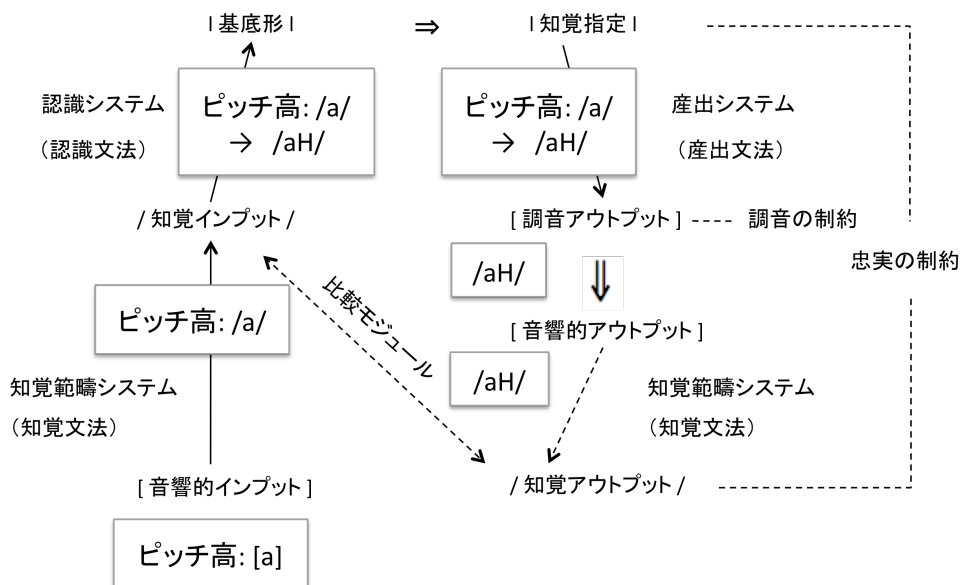 | 基底形 |
⇒
| 知覚指定 |
認識システム
（認識文法）
ピッチ高: /a/
→ /aH/
ピッチ高: /a/
→ /aH/
産出システム
（産出文法）
/ 知覚インプット /
[ 調音アウトプット ]
調音の制約
忠実の制約
/aH/
⇓
比較モジュール
ピッチ高: /a/
[ 音響的アウトプット ]
/aH/
知覚範疇システム
（知覚文法）
知覚範疇システム
（知覚文法）
[ 音響的インプット ]
/ 知覚アウトプット /
ピッチ高: [a]